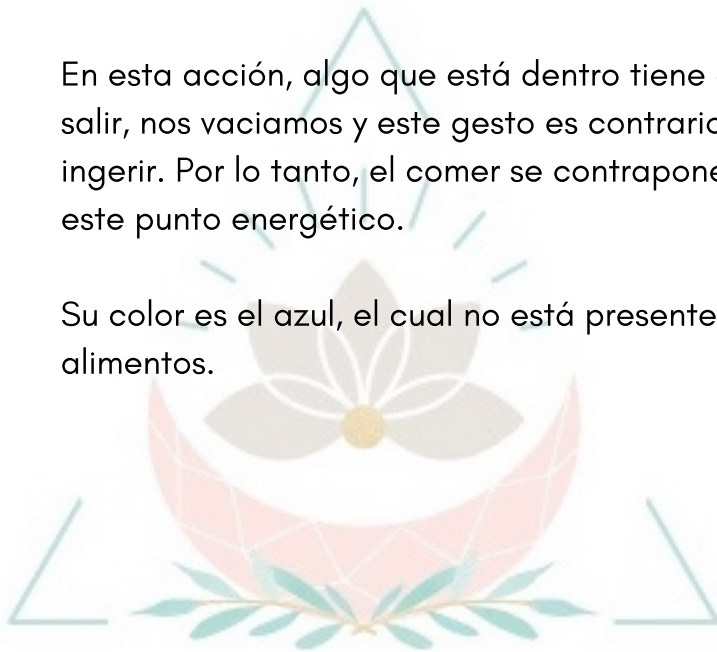 En esta acción, algo que está dentro tiene
salir, nos vaciamos y este gesto es contrario
ingerir. Por lo tanto, el comer se contrapone
este punto energético.
Su color es el azul, el cual no está presente
alimentos.